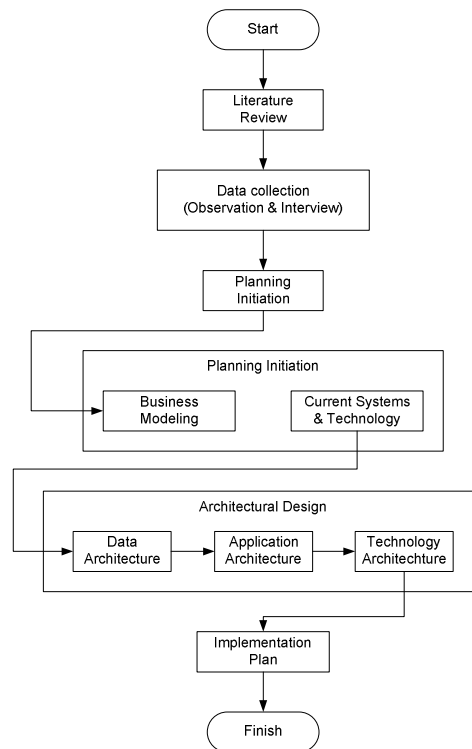 Start
Literature
Review
Data collection
(Observation & Interview)
Planning
Initiation
Planning Initiation
Business
Modeling
Current Systems
& Technology
Architectural Design
Data
Architecture
Application
Architecture
Technology
Architechture
Implementation
Plan
Finish